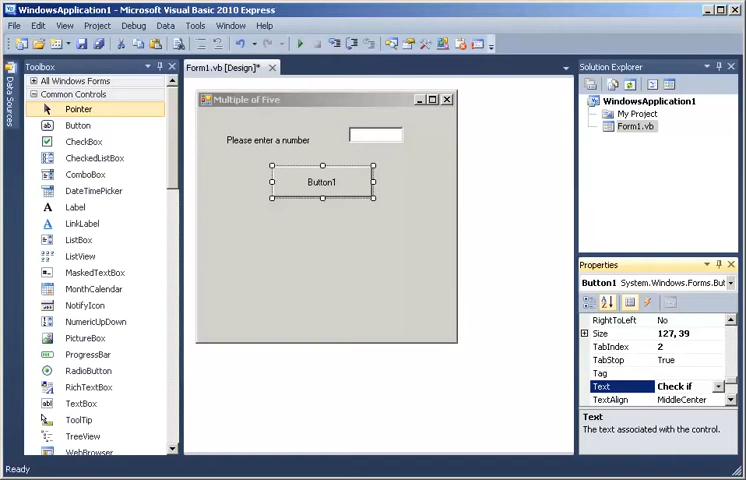 WindowsApplication1 - Microsoft Visual Basic 2010 Express
File Edit View Project Debug Data Tools Window Help
Data Sources
Toolbox
All Windows Forms
Common Controls
Pointer
Button
CheckBox
CheckedListBox
ComboBox
DateTimePicker
Label
LinkLabel
ListBox
ListView
MaskedTextBox
MonthCalendar
NotifyIcon
NumericUpDown
PictureBox
ProgressBar
RadioButton
RichTextBox
TextBox
ToolTip
TreeView
WebBrowser
Form1.vb [Design]*
Multiple of Five
Please enter a number
Button1
Solution Explorer
WindowsApplication1
My Project
Form1.vb
Properties
Button1 System.Windows.Forms.But
RightToLeft No
Size 127, 39
TabIndex 2
TabStop True
Tag
Text Check if
TextAlign MiddleCenter
Text
The text associated with the control.
Ready